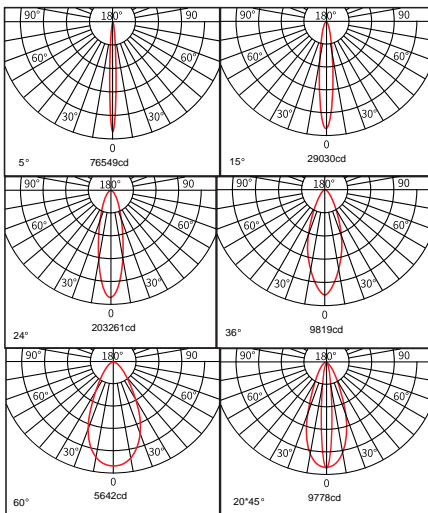 90° 180° 90
60° 60°
30° 30°
0
5° 76549cd
90° 180° 90
60° 60°
30° 30°
0
15° 29030cd
90° 180° 90
60° 60°
30° 30°
0
24° 203261cd
90° 180° 90
60° 60°
30° 30°
0
36° 9819cd
90° 180° 90°
60° 60°
30° 30°
0
60° 5642cd
90° 180° 90°
60° 60°
30° 30°
0
20*45° 9778cd